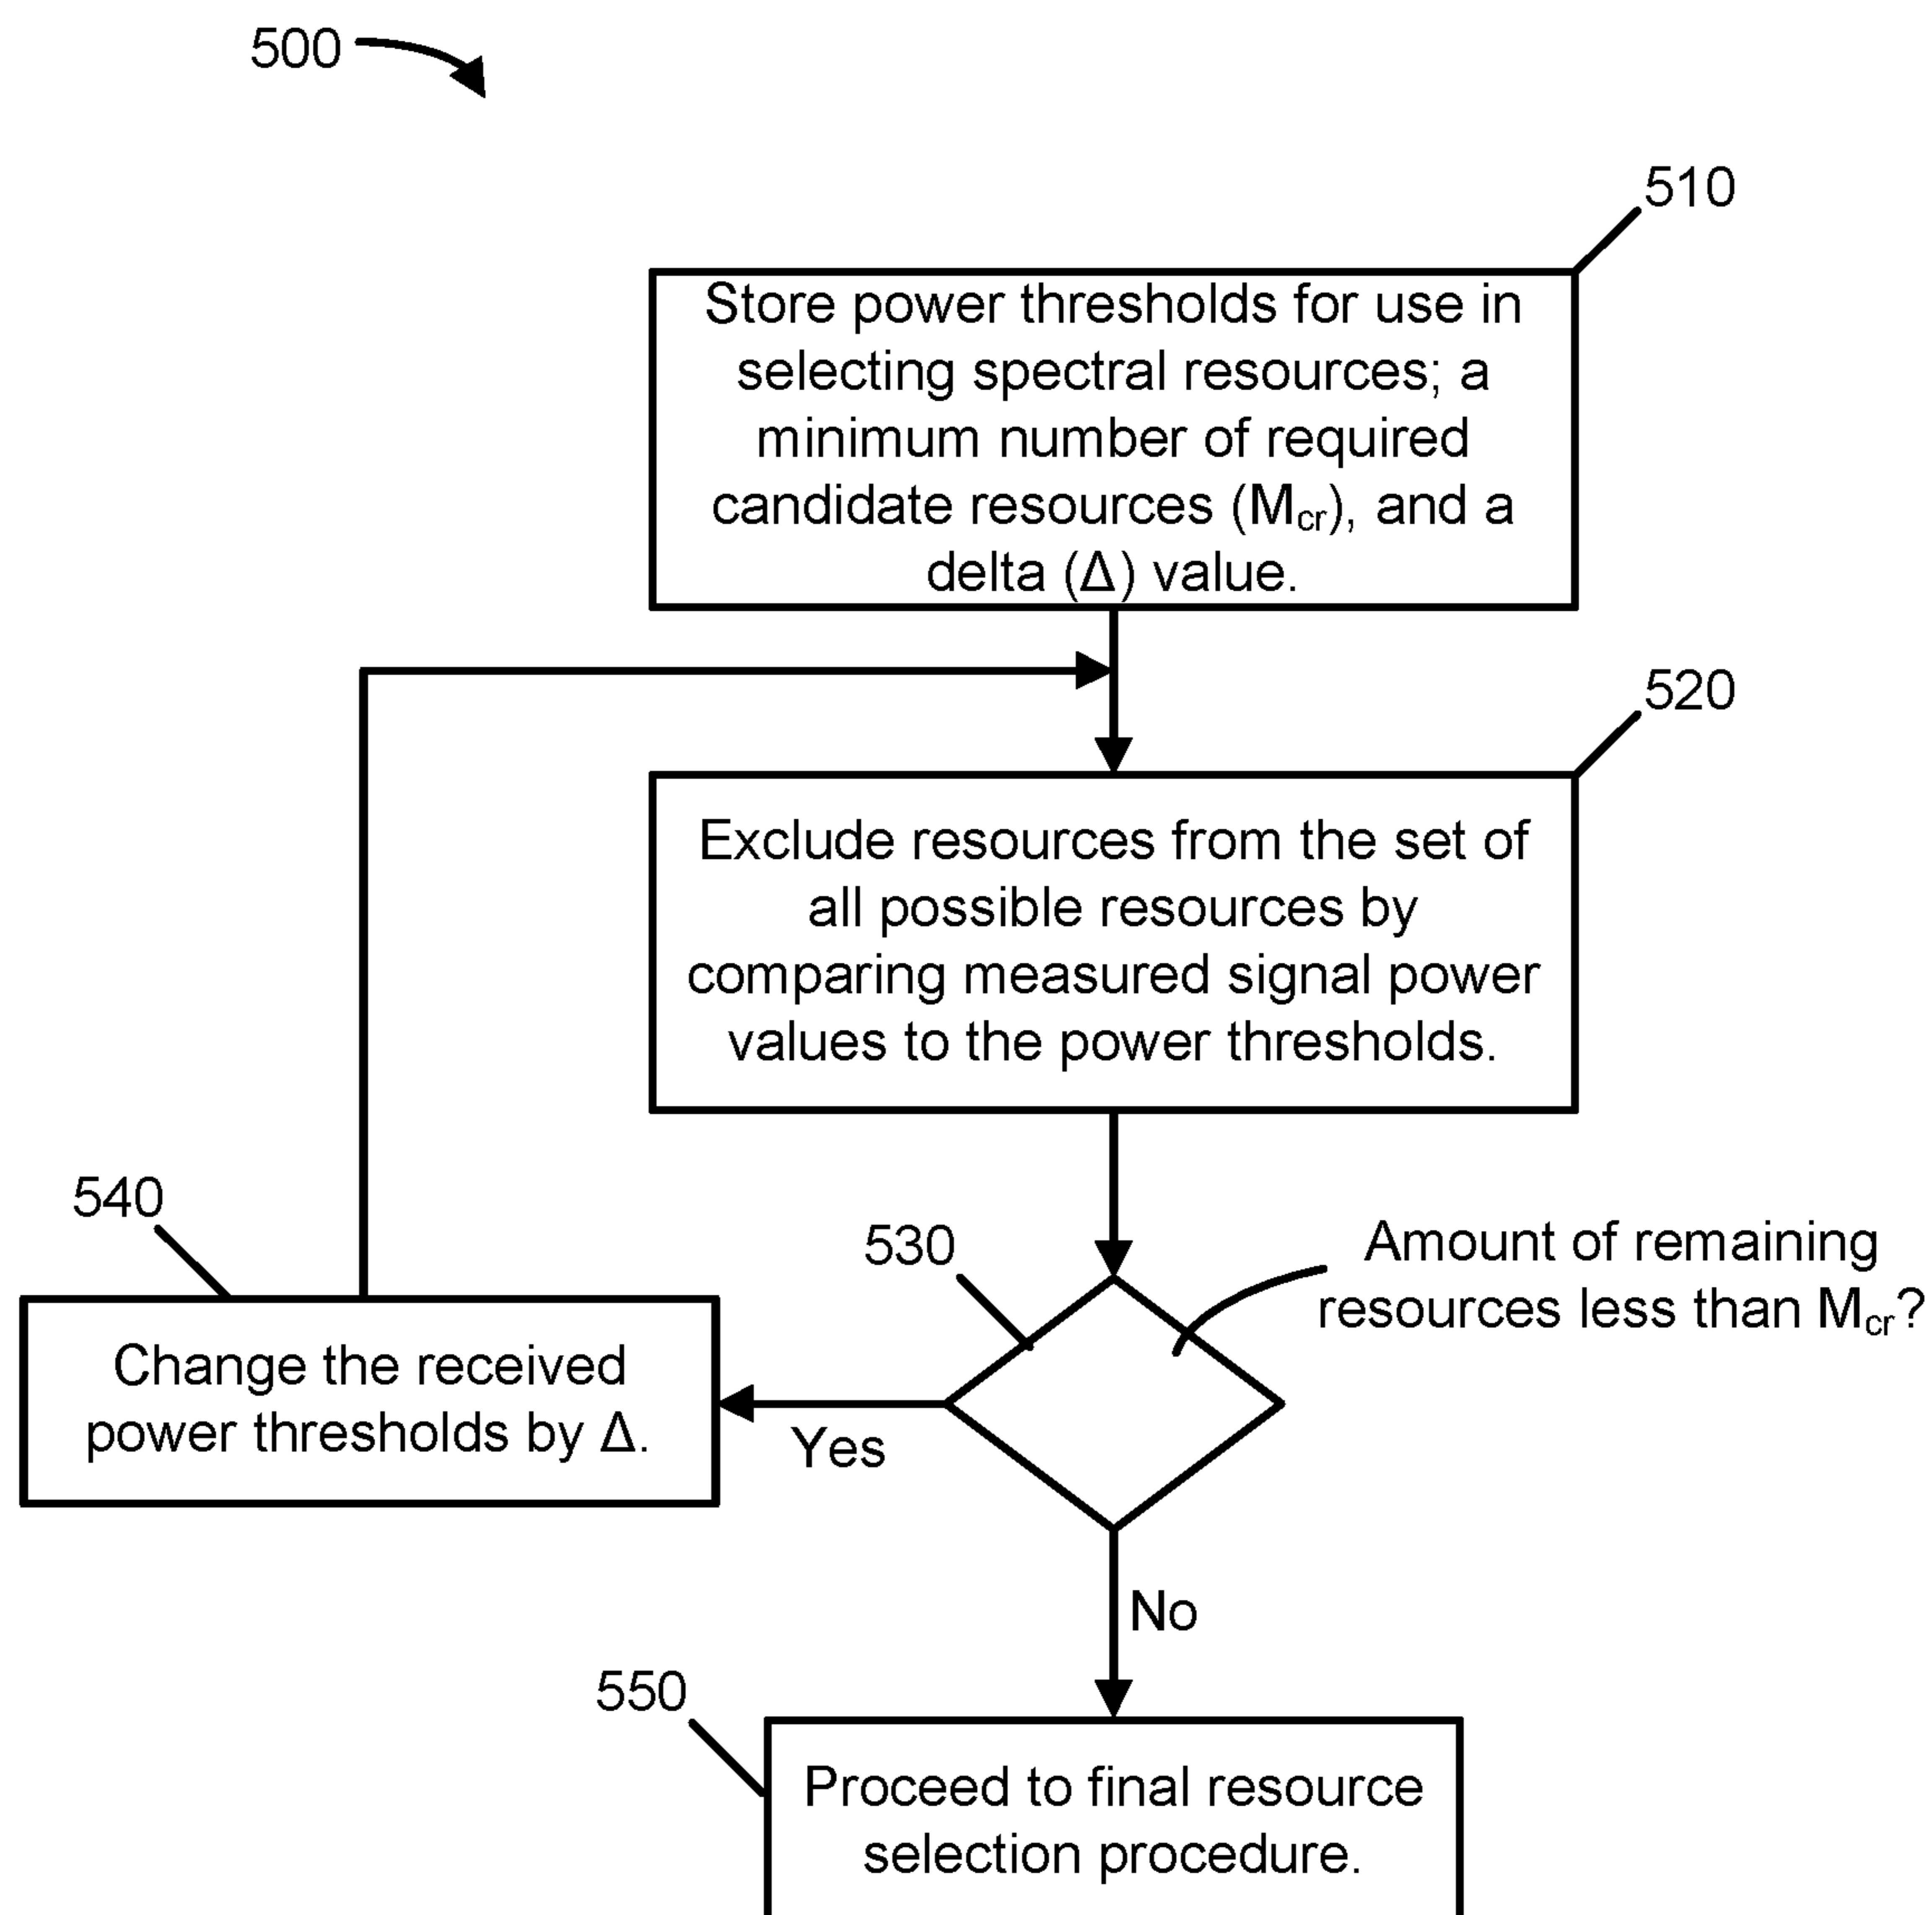 500
510
Store power thresholds for use in
selecting spectral resources; a
minimum number of required
candidate resources (Mcr), and a
delta (Δ) value.
520
Exclude resources from the set of
all possible resources by
comparing measured signal power
values to the power thresholds.
540
530
Amount of remaining
resources less than Mcr?
Change the received
power thresholds by Δ.
Yes
No
550
Proceed to final resource
selection procedure.